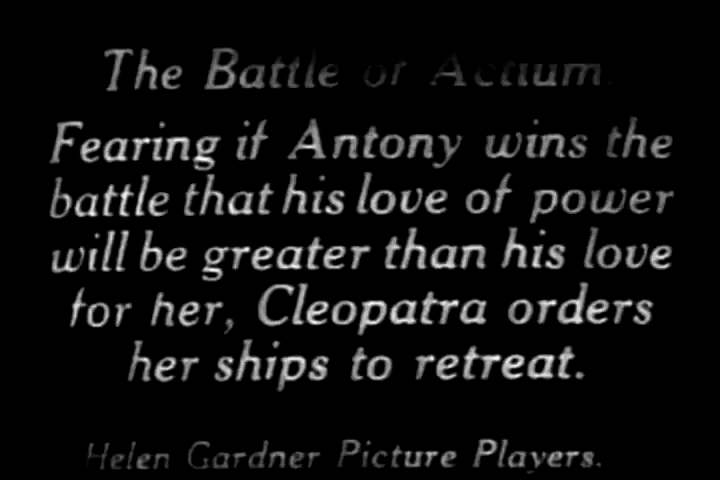 The Battle of Actium.
Fearing if Antony wins the
battle that his love of power
will be greater than his love
for her, Cleopatra orders
her ships to retreat.
Helen Gardner Picture Players.